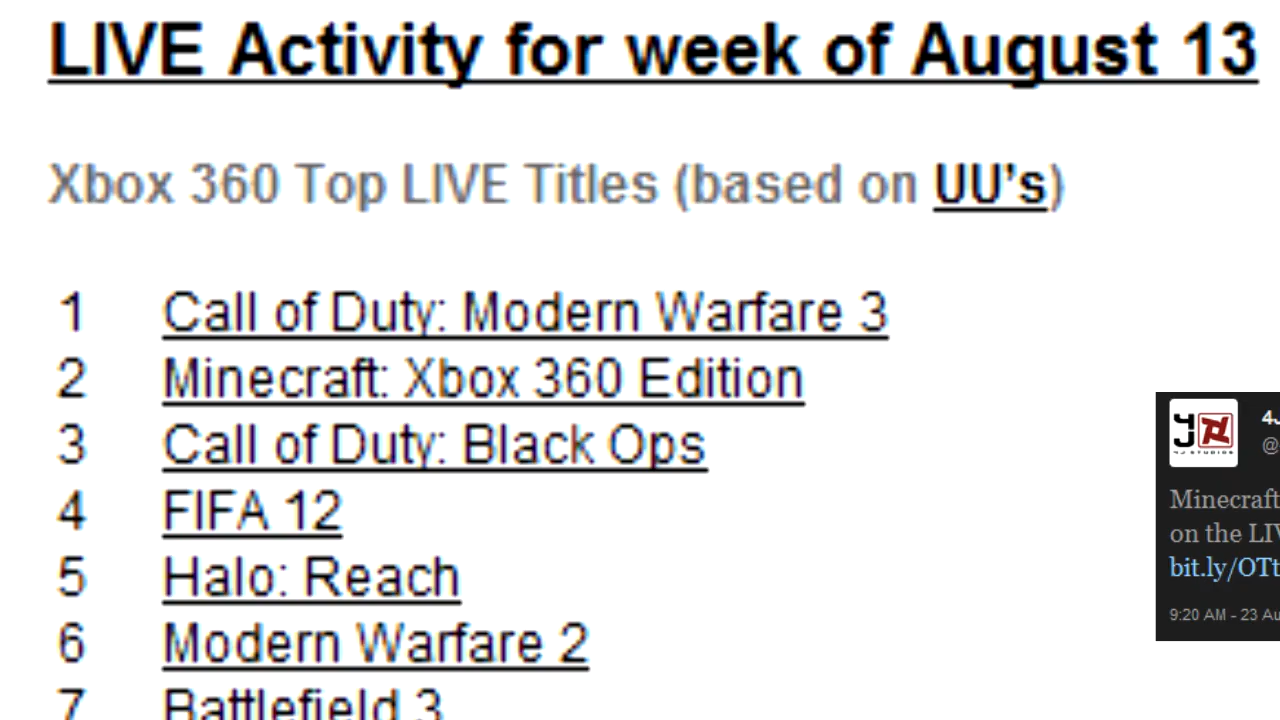 LIVE Activity for week of August 13
Xbox 360 Top LIVE Titles (based on UU's)
1 Call of Duty: Modern Warfare 3
2 Minecraft: Xbox 360 Edition
3 Call of Duty: Black Ops
4 FIFA 12
5 Halo: Reach
6 Modern Warfare 2
7 Battlefield 3
4J STUDIOS
4J
@
Minecraft
on the LIV
bit.ly/OTt
9:20 AM - 23 Au